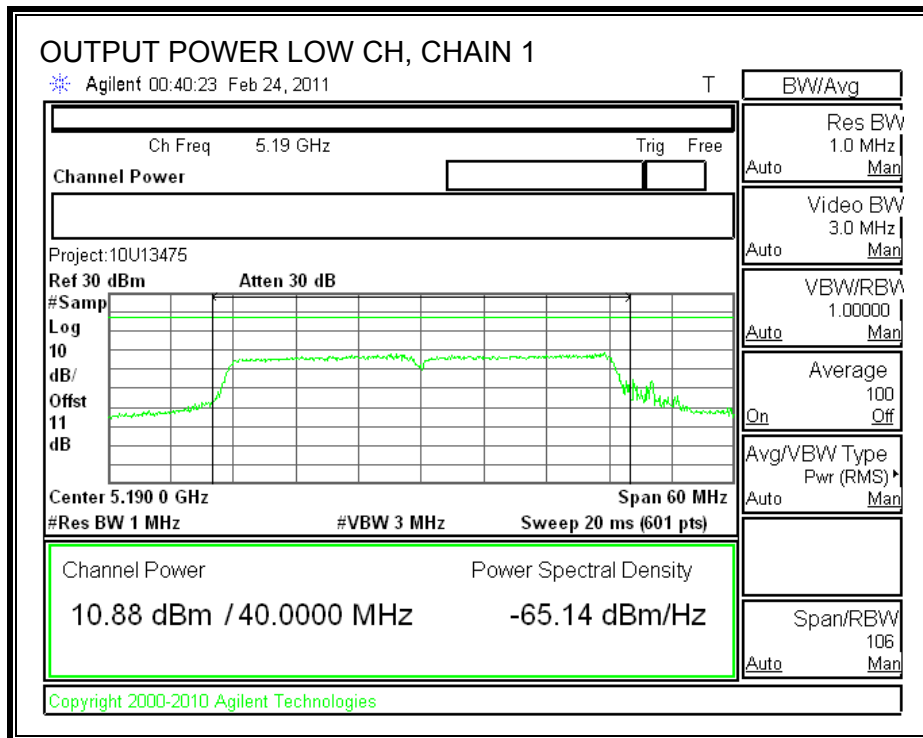 OUTPUT POWER LOW CH, CHAIN 1
Agilent 00:40:23 Feb 24, 2011 T
Ch Freq 5.19 GHz Trig Free
Channel Power
Project:10U13475
Ref 30 dBm Atten 30 dB
#Samp
Log
10
dB/
Offst
11
dB
Center 5.190 0 GHz Span 60 MHz
#Res BW 1 MHz #VBW 3 MHz Sweep 20 ms (601 pts)
Channel Power Power Spectral Density
10.88 dBm / 40.0000 MHz -65.14 dBm/Hz
Copyright 2000-2010 Agilent Technologies
BW/Avg
Res BW
1.0 MHz
Auto Man
Video BW
3.0 MHz
Auto Man
VBW/RBW
1.00000
Auto Man
Average
100
On Off
Avg/VBW Type
Pwr (RMS)
Auto Man
Span/RBW
106
Auto Man